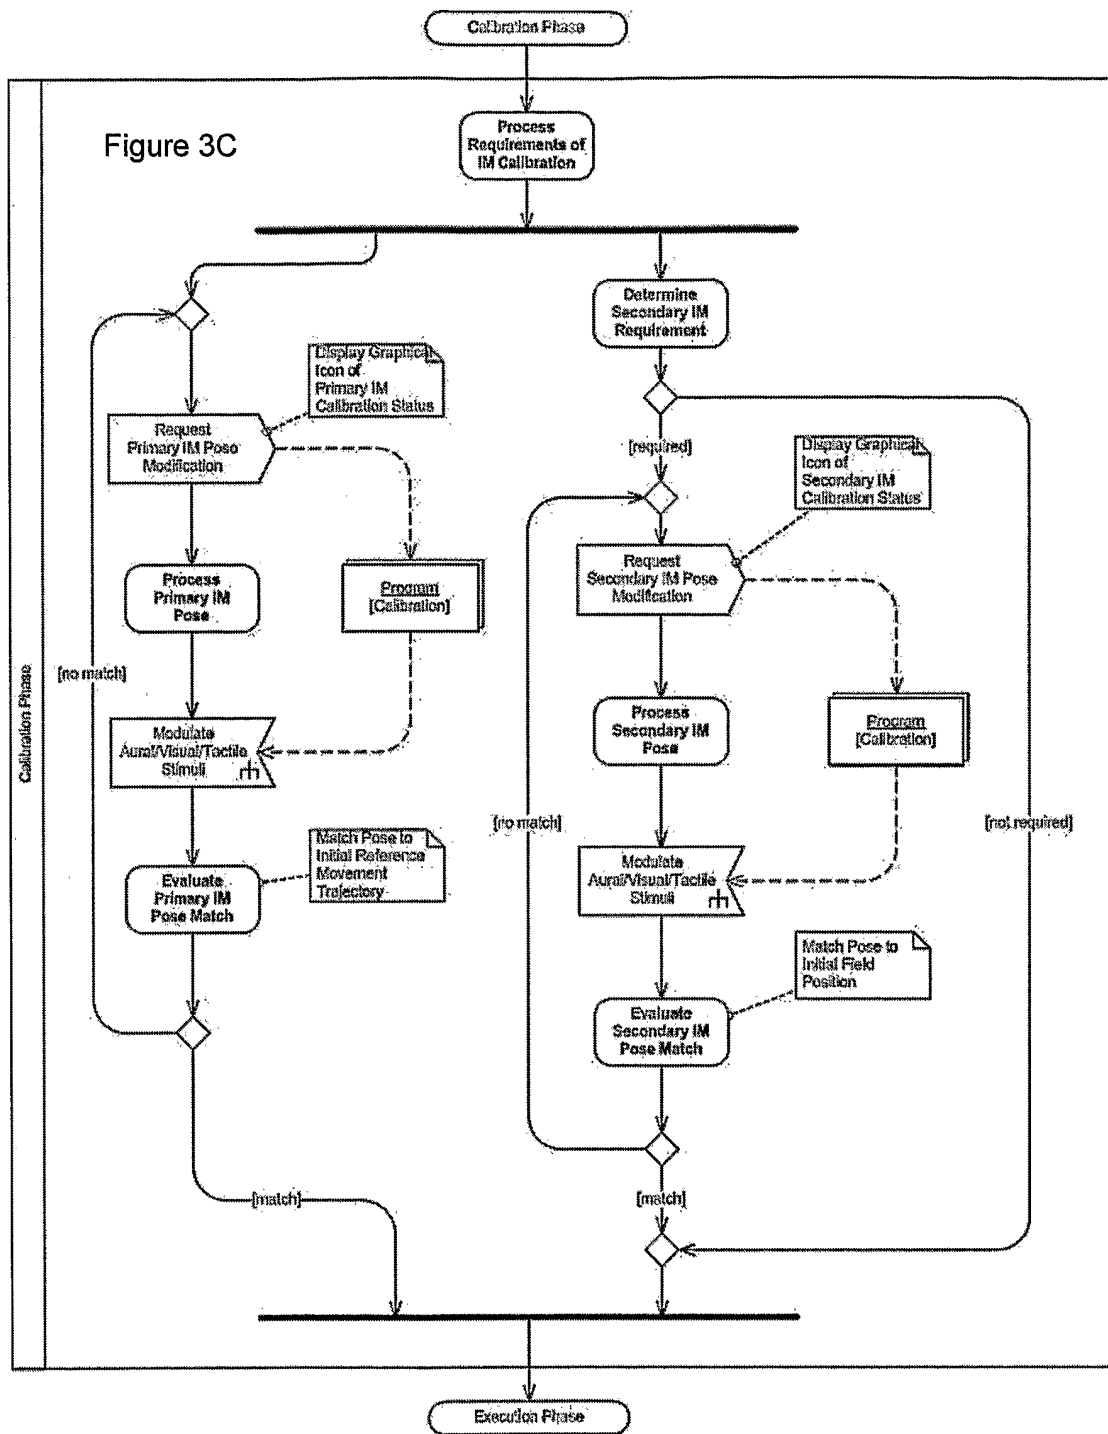 Calibration Phase
Figure 3C
Process
Requirements of
IM Calibration
Determine
Secondary IM
Requirement
Display Graphical
Icon of
Primary IM
Calibration Status
Request
Primary IM Pose
Modification
[required]
Display Graphical
Icon of
Secondary IM
Calibration Status
Request
Secondary IM Pose
Modification
Process
Primary IM
Pose
Program
[Calibration]
[no match]
Calibration Phase
Process
Secondary IM
Pose
Program
[Calibration]
Modulate
Aural/Visual/Tactile
Stimuli
[no match]
[not required]
Match Pose to
Initial Reference
Movement
Trajectory
Evaluate
Primary IM
Pose Match
Modulate
Aural/Visual/Tactile
Stimuli
Match Pose to
Initial Field
Position
Evaluate
Secondary IM
Pose Match
[match]
[match]
Execution Phase